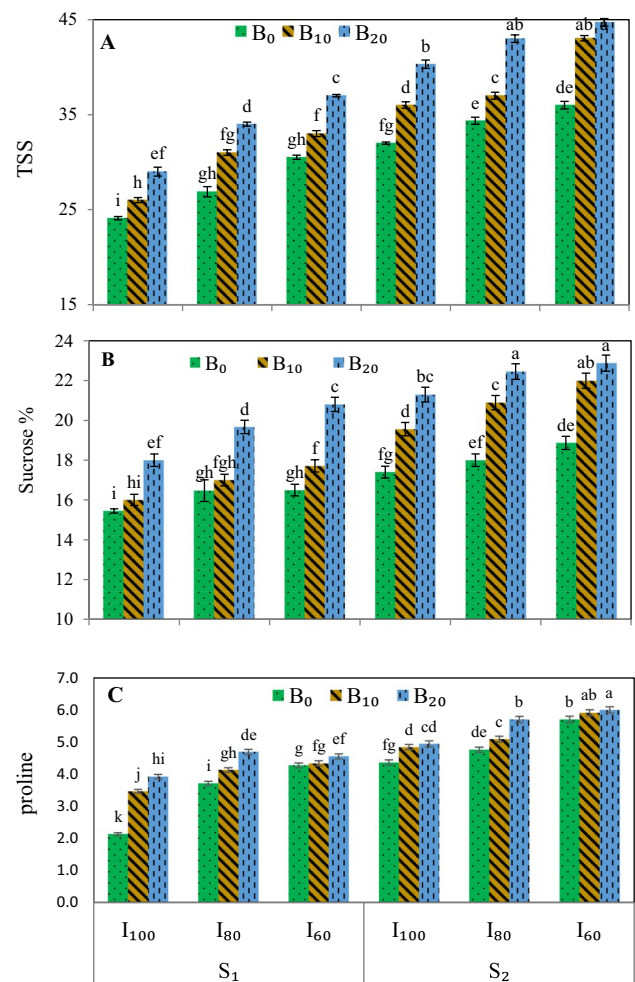 45
A
B₀ B₁₀ B₂₀
ab ab a
c b c de
35
d fg e
f
ef fg gh
TSS
h gh
25
i
15
24
B
B₀ B₁₀ B₂₀
a a
22
c bc ab
d c
20
d de
Sucrose %
ef f fg ef
18
gh fgh gh
hi
16
i
14
12
10
7.0
C
B₀ B₁₀ B₂₀
b b ab a
6.0
de d cd de c
5.0
hi gh g fg ef fg
4.0
j i
proline
3.0
k
2.0
1.0
0.0
I₁₀₀ I₈₀ I₆₀ I₁₀₀ I₈₀ I₆₀
S₁ S₂